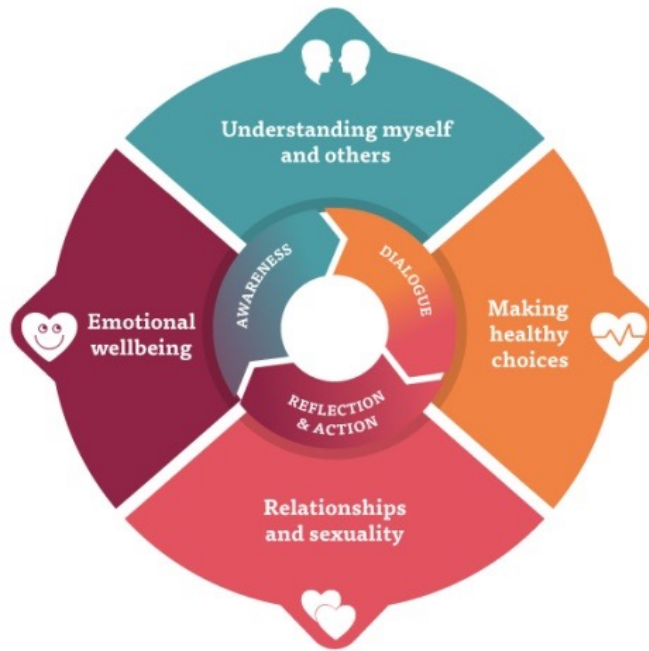 Understanding myself
and others
AWARENESS
DIALOGUE
Emotional
wellbeing
Making
healthy
choices
REFLECTION
& ACTION
Relationships
and sexuality